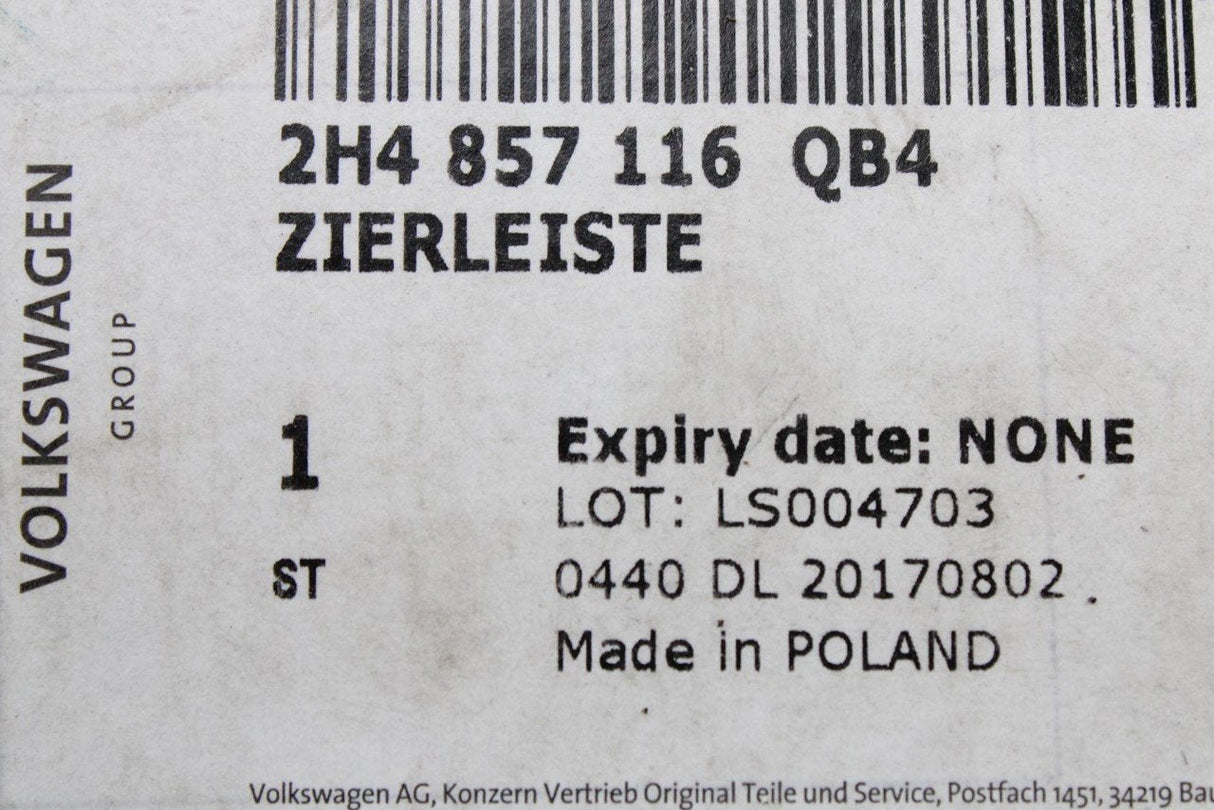 2H4 857 116 QB4
ZIERLEISTE
VOLKSWAGEN
GROUP
1
Expiry date: NONE
LOT: LS004703
ST
0440 DL 20170802
Made in POLAND
Volkswagen AG, Konzern Vertrieb Original Teile und Service, Postfach 1451, 34219